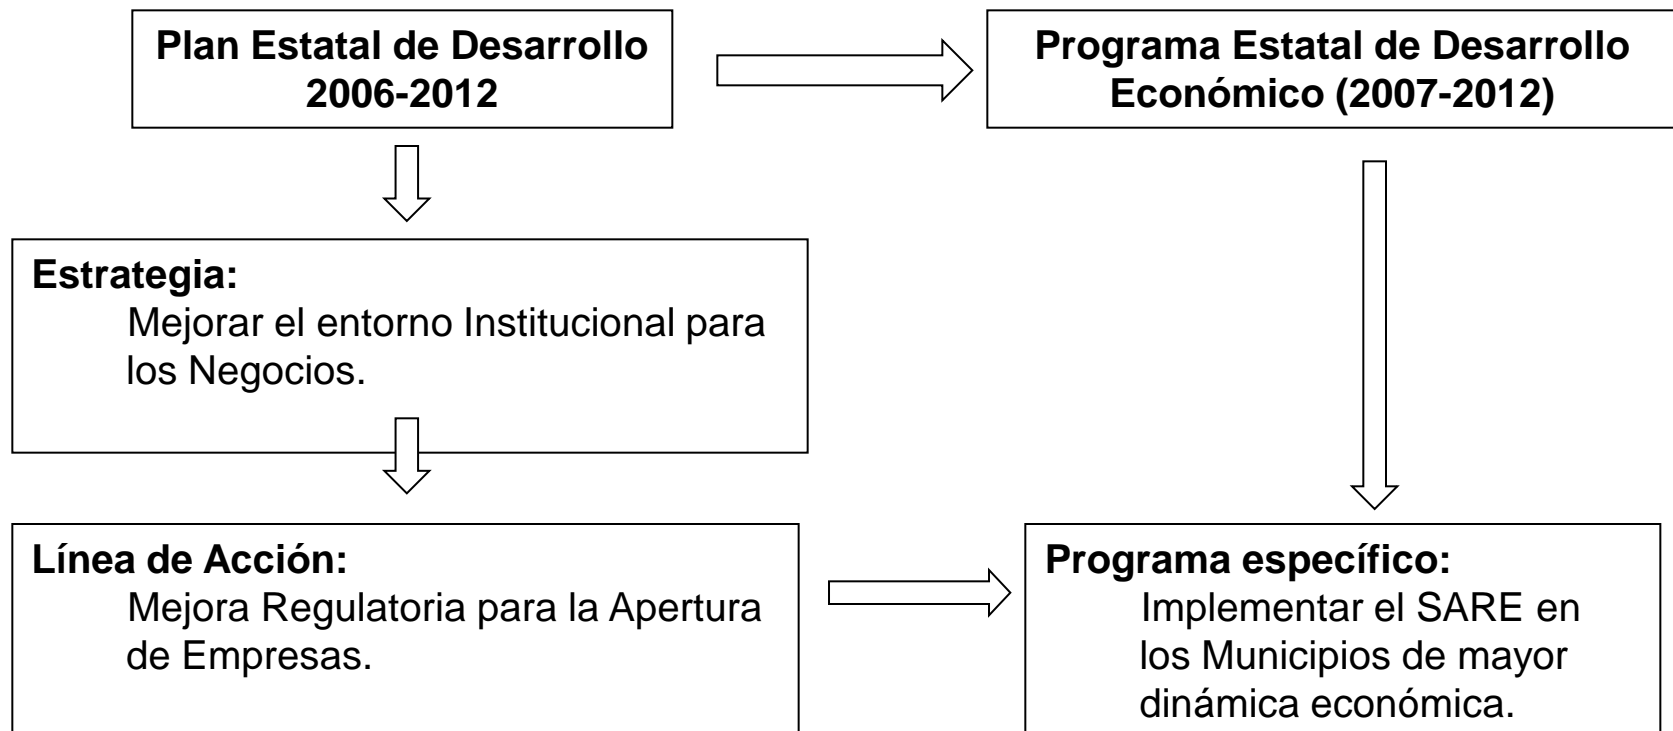 Plan Estatal de Desarrollo
2006-2012
Programa Estatal de Desarrollo
Económico (2007-2012)
Estrategia:
Mejorar el entorno Institucional para
los Negocios.
Línea de Acción:
Mejora Regulatoria para la Apertura
de Empresas.
Programa específico:
Implementar el SARE en
los Municipios de mayor
dinámica económica.